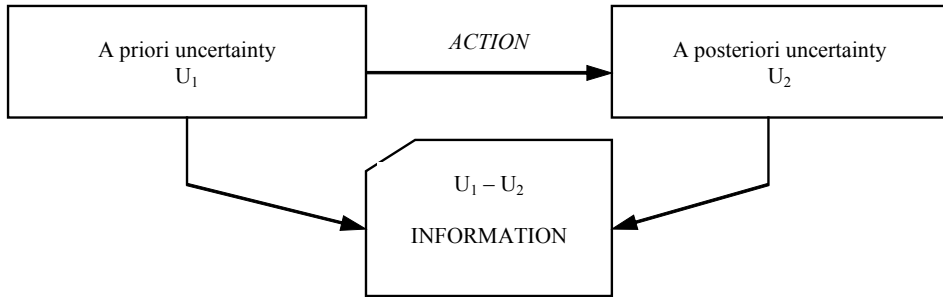 A priori uncertainty
U₁
ACTION
A posteriori uncertainty
U₂
U₁ – U₂
INFORMATION